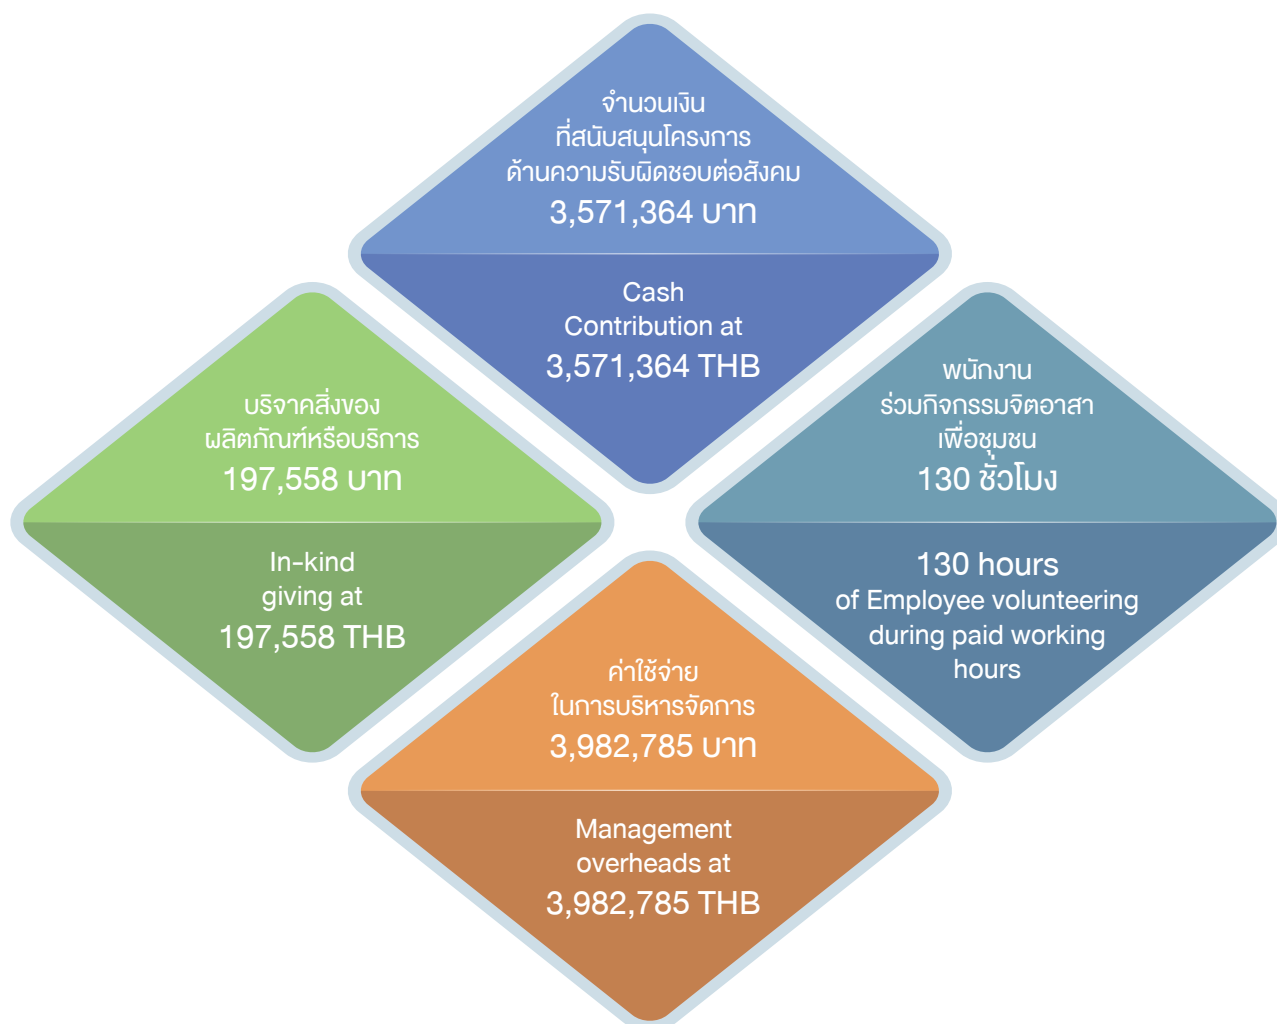 จำนวนเงิน
ที่สนับสนุนโครงการ
ด้านความรับผิดชอบต่อสังคม
3,571,364 บาท
Cash
Contribution at
3,571,364 THB
บริจาคสิ่งของ
ผลิตภัณฑ์หรือบริการ
197,558 บาท
In-kind
giving at
197,558 THB
พนักงาน
ร่วมกิจกรรมจิตอาสา
เพื่อชุมชน
130 ชั่วโมง
130 hours
of Employee volunteering
during paid working
hours
ค่าใช้จ่าย
ในการบริหารจัดการ
3,982,785 บาท
Management
overheads at
3,982,785 THB